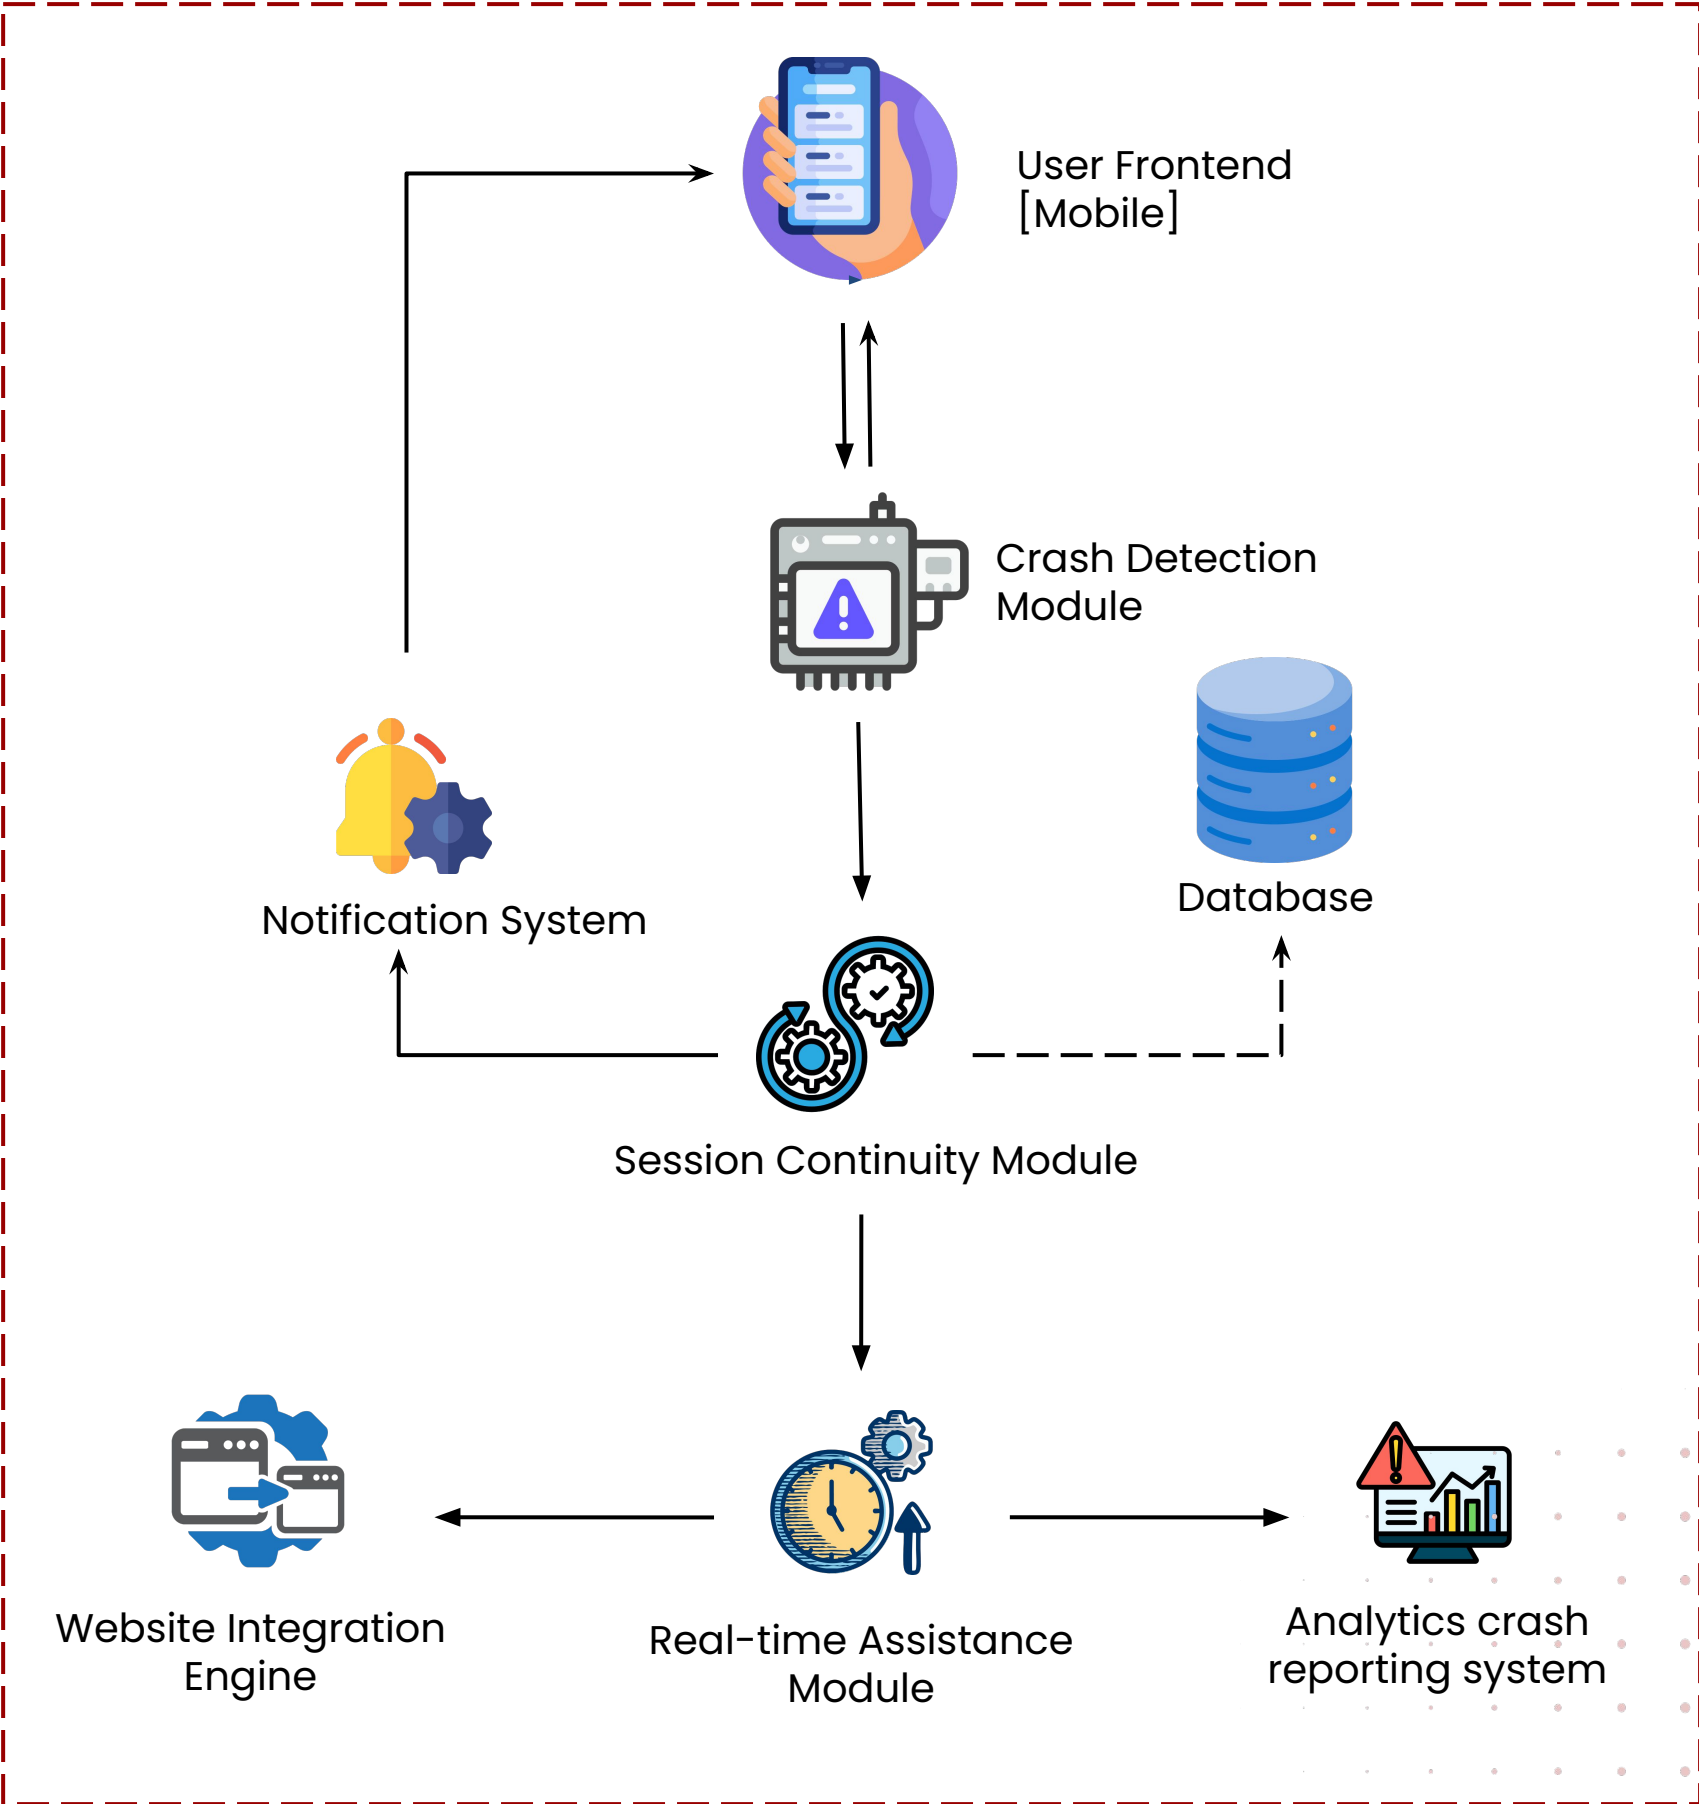 User Frontend
[Mobile]
Crash Detection
Module
Database
Notification System
Session Continuity Module
Website Integration
Engine
Real-time Assistance
Module
Analytics crash
reporting system